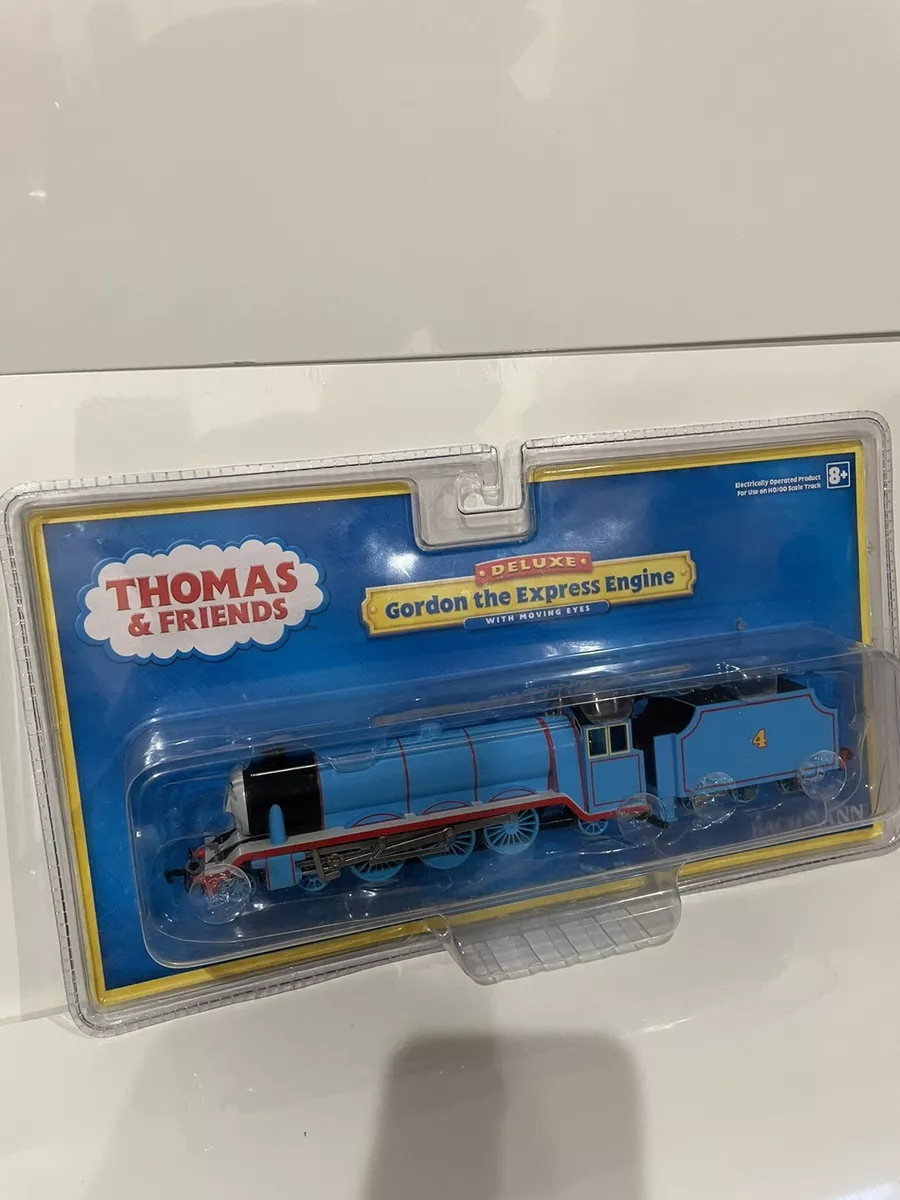 Electrically Operated Product
For Use on HO/OO Scale Track
8+
THOMAS
& FRIENDS
DELUXE
Gordon the Express Engine
WITH MOVING EYES
4
BACHMANN